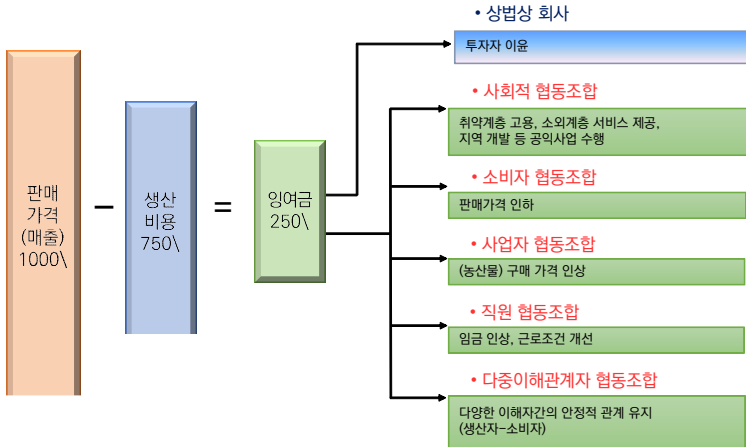 • 상법상 회사
투자자 이윤
• 사회적 협동조합
취약계층 고용, 소외계층 서비스 제공,
지역 개발 등 공익사업 수행
• 소비자 협동조합
판매가격 인하
• 사업자 협동조합
(농산물) 구매 가격 인상
• 직원 협동조합
임금 인상, 근로조건 개선
• 다중이해관계자 협동조합
다양한 이해자간의 안정적 관계 유지
(생산자-소비자)
판매
가격
(매출)
1000\
−
생산
비용
750\
=
잉여금
250\